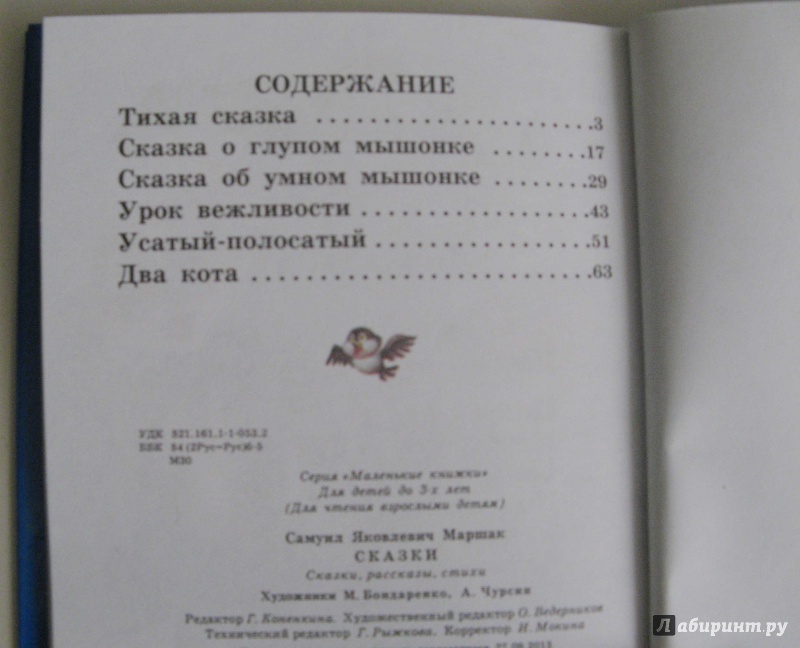 СОДЕРЖАНИЕ
Тихая сказка ......................3
Сказка о глупом мышонке ........17
Сказка об умном мышонке ........29
Урок вежливости ....................43
Усатый-полосатый ..................51
Два кота ..............................63
УДК 821.161.1-1-053.2
ББК 84 (2Рус=Рус)6-5
М30
Серия «Маленькие книжки»
Для детей до 3-х лет
(Для чтения взрослыми детям)
Самуил Яковлевич Маршак
СКАЗКИ
Сказки, рассказы, стихи
Художники М. Бондаренко, А. Чурсин
Редактор Г. Коненкина. Художественный редактор О. Ведерников
Технический редактор Г. Рыжкова. Корректор Н. Мокина
27.09.2013
Лабиринт.ру